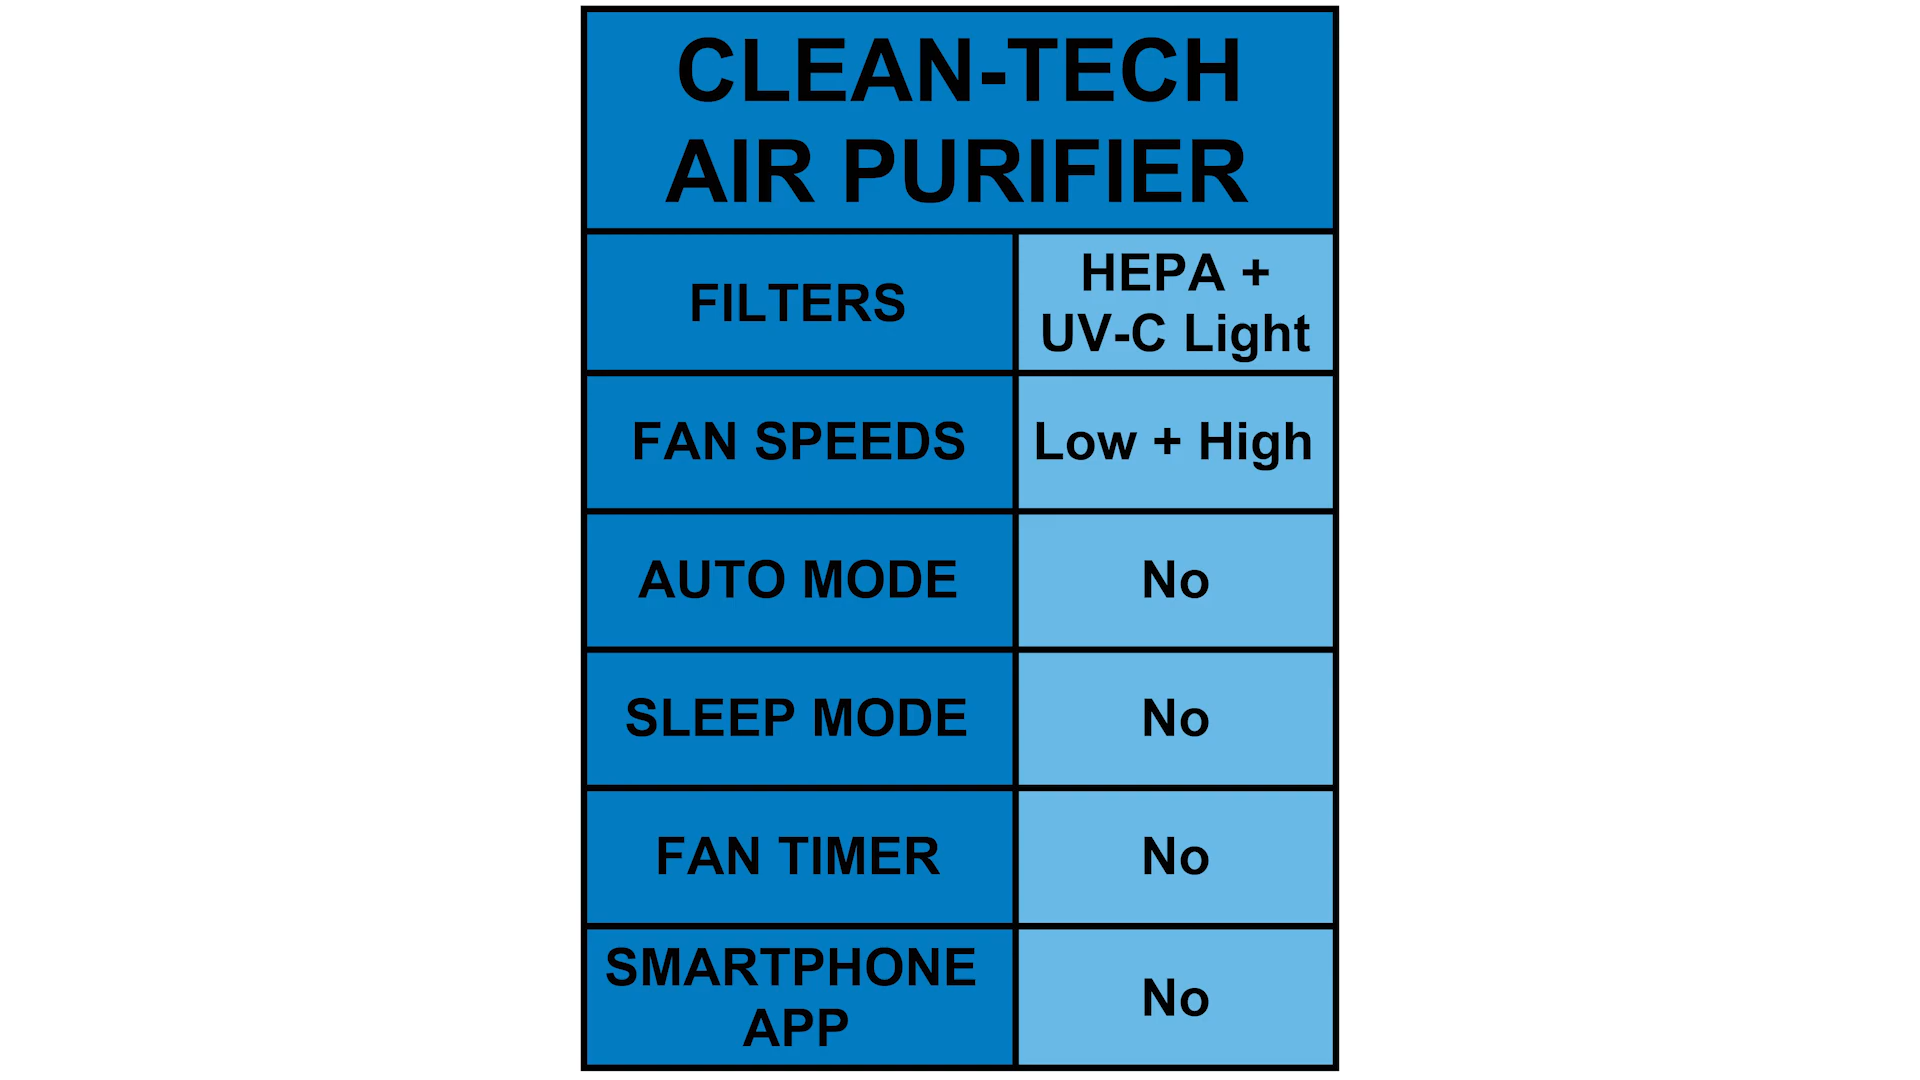 CLEAN-TECH
AIR PURIFIER
FILTERS
HEPA +
UV-C Light
FAN SPEEDS
Low + High
AUTO MODE
No
SLEEP MODE
No
FAN TIMER
No
SMARTPHONE
APP
No